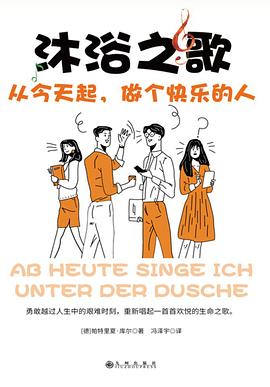 沐浴之歌
从今天起，做个快乐的人
?
AB HEUTE SINGE ICH
UNTER DER DUSCHE
勇敢越过人生中的艰难时刻，重新唱起一首首欢悦的生命之歌。
[德]帕特里夏·库尔＞著 冯泽宇＞译
九州出版社
JIUZHOUPRESS